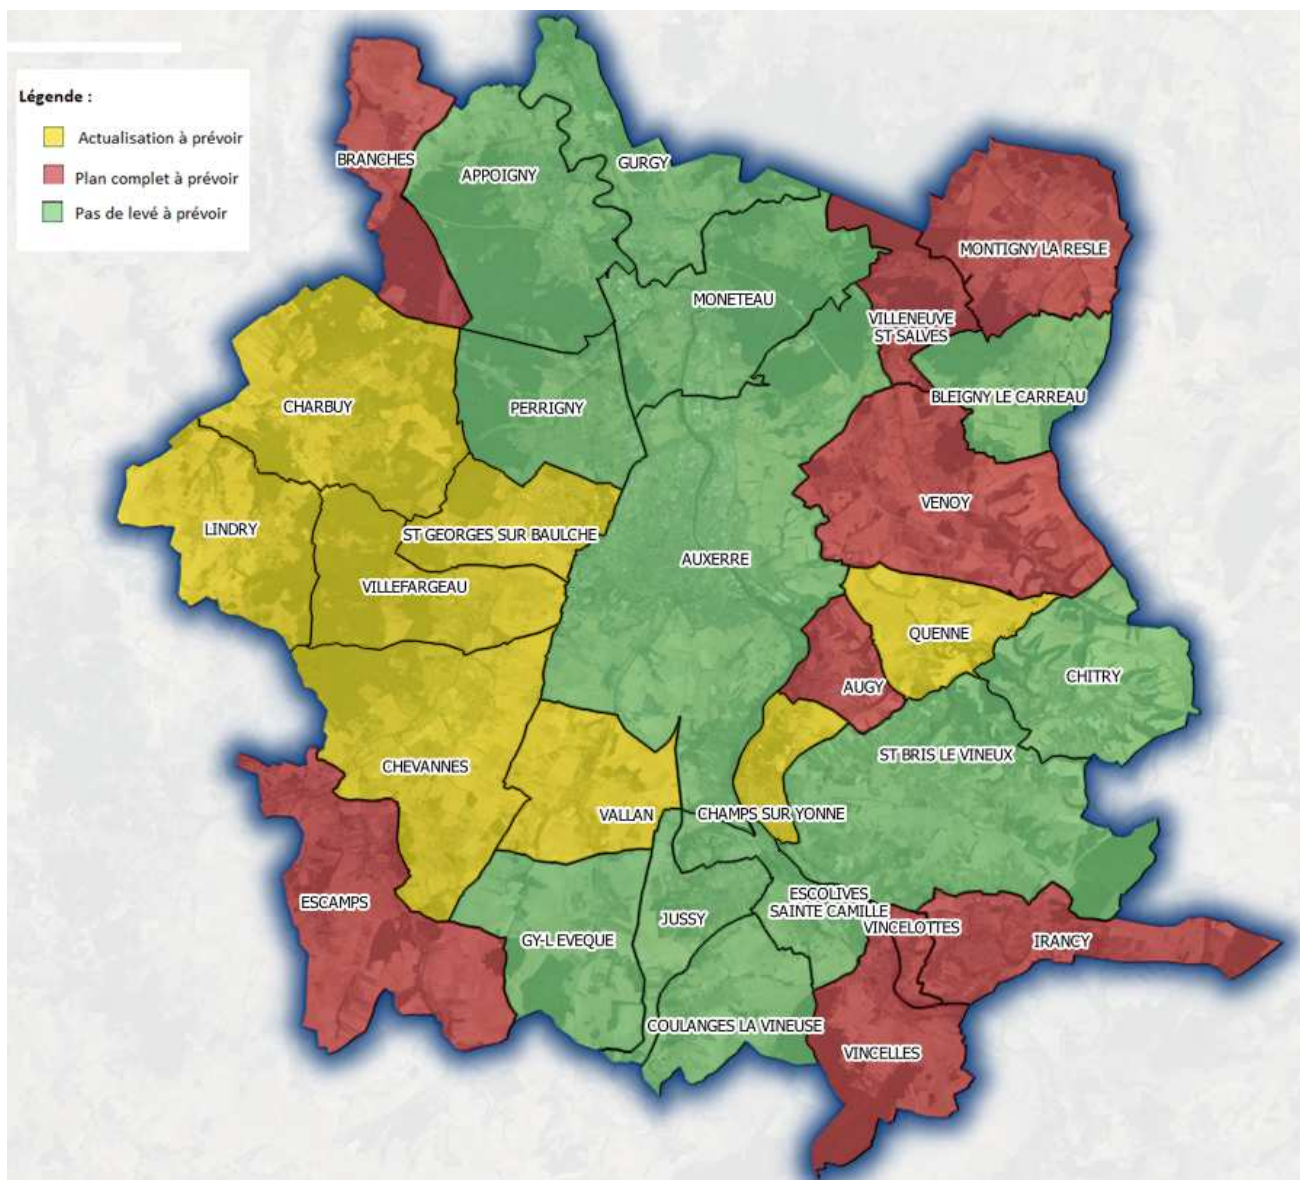 Légende :
Actualisation à prévoir
Plan complet à prévoir
Pas de levé à prévoir
BRANCHES
APPOIGNY
GURGY
MONTIGNY LA RESLE
MONETEAU
VILLENEUVE
ST SALVES
BLEIGNY LE CARREAU
CHARBUY
PERRIGNY
VENOY
LINDRY
ST GEORGES SUR BAULCHE
AUXERRE
VILLEFARGEAU
QUENNE
CHITRY
AUGY
ST BRIS LE VINEUX
CHEVANNES
VALLAN
CHAMPS SUR YONNE
ESCAMPS
ESCOLIVES
SAINTE CAMILLE
JUSSY
VINCELOTTES
GY-L EVEQUE
IRANCY
COULANGES LA VINEUSE
VINCELLES